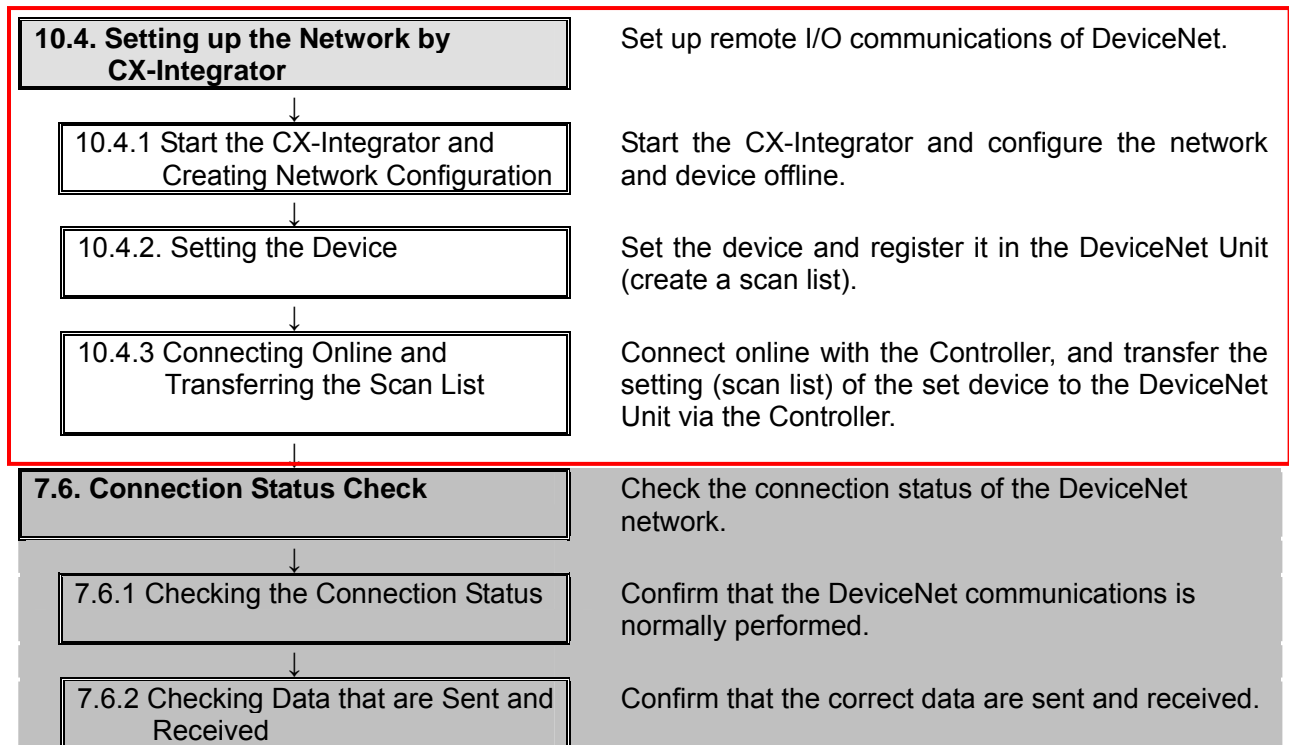 10.4. Setting up the Network by
CX-Integrator
Set up remote I/O communications of DeviceNet.
↓
10.4.1 Start the CX-Integrator and
Creating Network Configuration
Start the CX-Integrator and configure the network
and device offline.
↓
10.4.2. Setting the Device
Set the device and register it in the DeviceNet Unit
(create a scan list).
↓
10.4.3 Connecting Online and
Transferring the Scan List
Connect online with the Controller, and transfer the
setting (scan list) of the set device to the DeviceNet
Unit via the Controller.
↓
7.6. Connection Status Check
Check the connection status of the DeviceNet
network.
↓
7.6.1 Checking the Connection Status
Confirm that the DeviceNet communications is
normally performed.
↓
7.6.2 Checking Data that are Sent and
Received
Confirm that the correct data are sent and received.